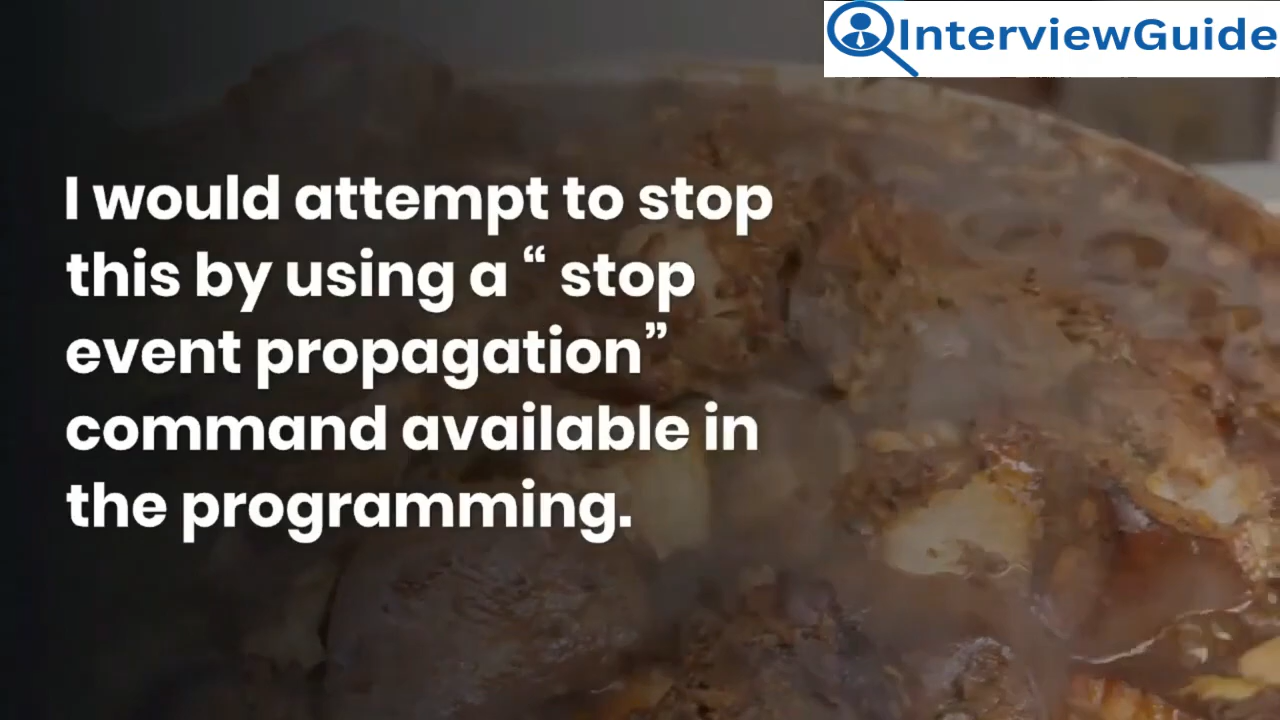 InterviewGuide
I would attempt to stop
this by using a “ stop
event propagation”
command available in
the programming.